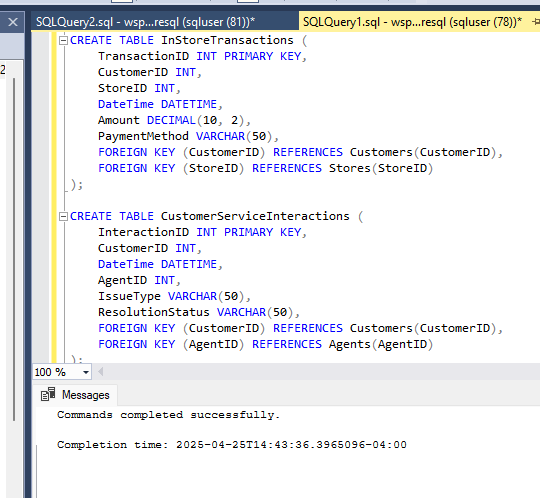 SQLQuery2.sql - wsp...resql (sqluser (81))*
SQLQuery1.sql - wsp...resql (sqluser (78))*
2
CREATE TABLE InStoreTransactions (
TransactionID INT PRIMARY KEY,
CustomerID INT,
StoreID INT,
DateTime DATETIME,
Amount DECIMAL(10, 2),
PaymentMethod VARCHAR(50),
FOREIGN KEY (CustomerID) REFERENCES Customers(CustomerID),
FOREIGN KEY (StoreID) REFERENCES Stores(StoreID)
);
CREATE TABLE CustomerServiceInteractions (
InteractionID INT PRIMARY KEY,
CustomerID INT,
DateTime DATETIME,
AgentID INT,
IssueType VARCHAR(50),
ResolutionStatus VARCHAR(50),
FOREIGN KEY (CustomerID) REFERENCES Customers(CustomerID),
FOREIGN KEY (AgentID) REFERENCES Agents(AgentID)
);
100 %
Messages
Commands completed successfully.
Completion time: 2025-04-25T14:43:36.3965096-04:00